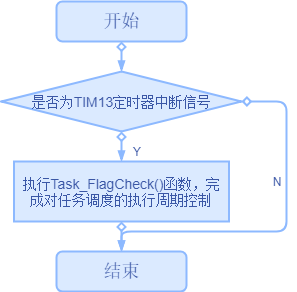 开始
是否为TIM13定时器中断信号
Y
N
执行Task_FlagCheck()函数，完
成对任务调度的执行周期控制
结束